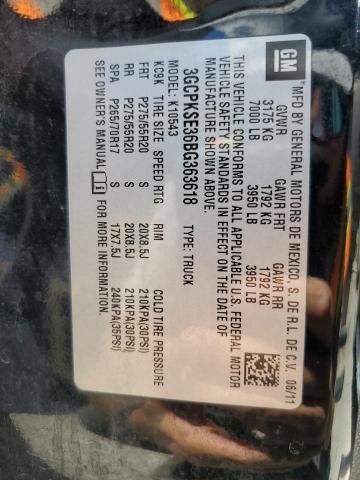 GM
MFD BY GENERAL MOTORS DE MEXICO, S. DE R.L. DE C.V. 06/11
GVWR GAWR FRT GAWR RR
3175 KG 1792 KG 1792 KG
7000 LB 3950 LB 3950 LB
THIS VEHICLE CONFORMS TO ALL APPLICABLE U.S. FEDERAL MOTOR
VEHICLE SAFETY STANDARDS IN EFFECT ON THE DATE OF
MANUFACTURE SHOWN ABOVE.
3GCPKSE36BG363618 TYPE: TRUCK
MODEL: K10543
KC9K TIRE SIZE SPEED RTG RIM COLD TIRE PRESSURE
FRT P275/55R20 S 20X8.5J 210KPA(30PSI)
RR P275/55R20 S 20X8.5J 210KPA(30PSI)
SPA P265/70R17 S 17X7.5J 240KPA(35PSI)
SEE OWNER'S MANUAL FOR MORE INFORMATION.